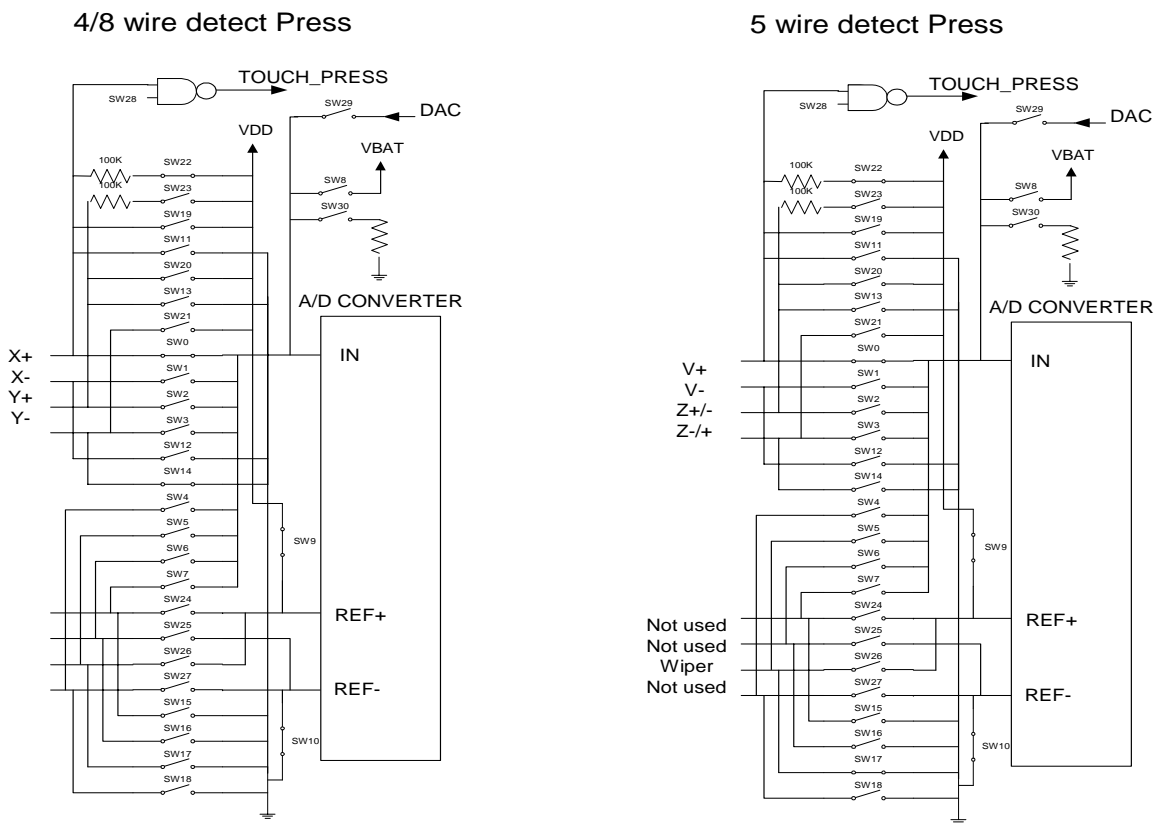 4/8 wire detect Press
TOUCH_PRESS
SW28
SW29
DAC
VDD
VBAT
100K
SW22
100K
SW23
SW8
SW30
SW19
SW11
SW20
SW13
A/D CONVERTER
SW21
X+
SW0
IN
X-
SW1
Y+
SW2
Y-
SW3
SW12
SW14
SW4
SW5
SW9
SW6
SW7
SW24
REF+
SW25
SW26
SW27
REF-
SW15
SW16
SW10
SW17
SW18
5 wire detect Press
TOUCH_PRESS
SW28
SW29
DAC
VDD
VBAT
100K
SW22
100K
SW23
SW8
SW30
SW19
SW11
SW20
SW13
A/D CONVERTER
SW21
V+
SW0
IN
V-
SW1
Z+/-
SW2
Z-/+
SW3
SW12
SW14
SW4
SW5
SW9
SW6
SW7
Not used
SW24
REF+
Not used
SW25
Wiper
SW26
Not used
SW27
REF-
SW15
SW16
SW10
SW17
SW18